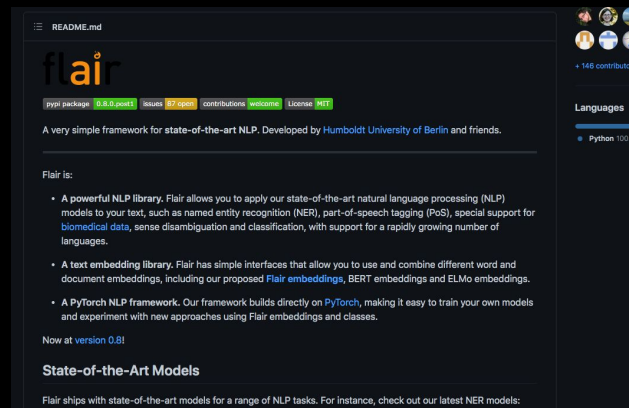 README.md
flair
pypi package 0.8.0.post1 issues 87 open contributions welcome License MIT
A very simple framework for state-of-the-art NLP. Developed by Humboldt University of Berlin and friends.
Flair is:
• A powerful NLP library. Flair allows you to apply our state-of-the-art natural language processing (NLP)
models to your text, such as named entity recognition (NER), part-of-speech tagging (PoS), special support for
biomedical data, sense disambiguation and classification, with support for a rapidly growing number of
languages.
• A text embedding library. Flair has simple interfaces that allow you to use and combine different word and
document embeddings, including our proposed Flair embeddings, BERT embeddings and ELMo embeddings.
• A PyTorch NLP framework. Our framework builds directly on PyTorch, making it easy to train your own models
and experiment with new approaches using Flair embeddings and classes.
Now at version 0.8!
State-of-the-Art Models
Flair ships with state-of-the-art models for a range of NLP tasks. For instance, check out our latest NER models:
+ 146 contributo
Languages
Python 100